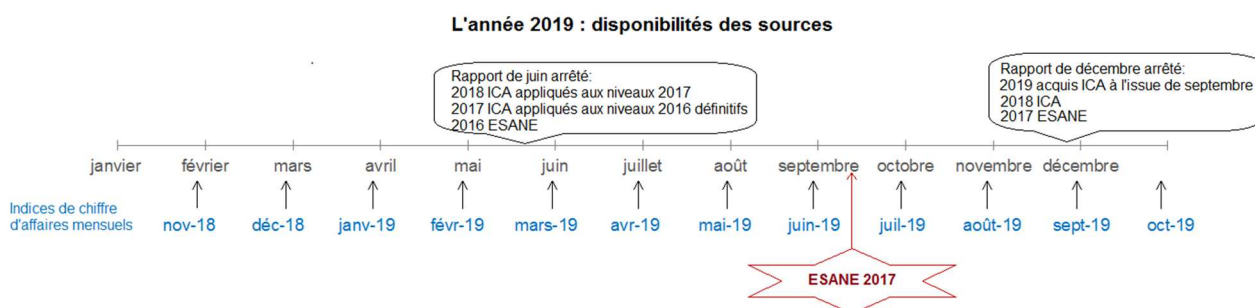 L'année 2019 : disponibilités des sources
Rapport de juin arrêté:
2018 ICA appliqués aux niveaux 2017
2017 ICA appliqués aux niveaux 2016 définitifs
2016 ESANE
Rapport de décembre arrêté:
2019 acquis ICA à l'issue de septembre
2018 ICA
2017 ESANE
janvier février mars avril mai juin juillet août septembre octobre novembre décembre
Indices de chiffre
d'affaires mensuels
nov-18 déc-18 janv-19 févr-19 mars-19 avr-19 mai-19 juin-19 juil-19 août-19 sept-19 oct-19
ESANE 2017